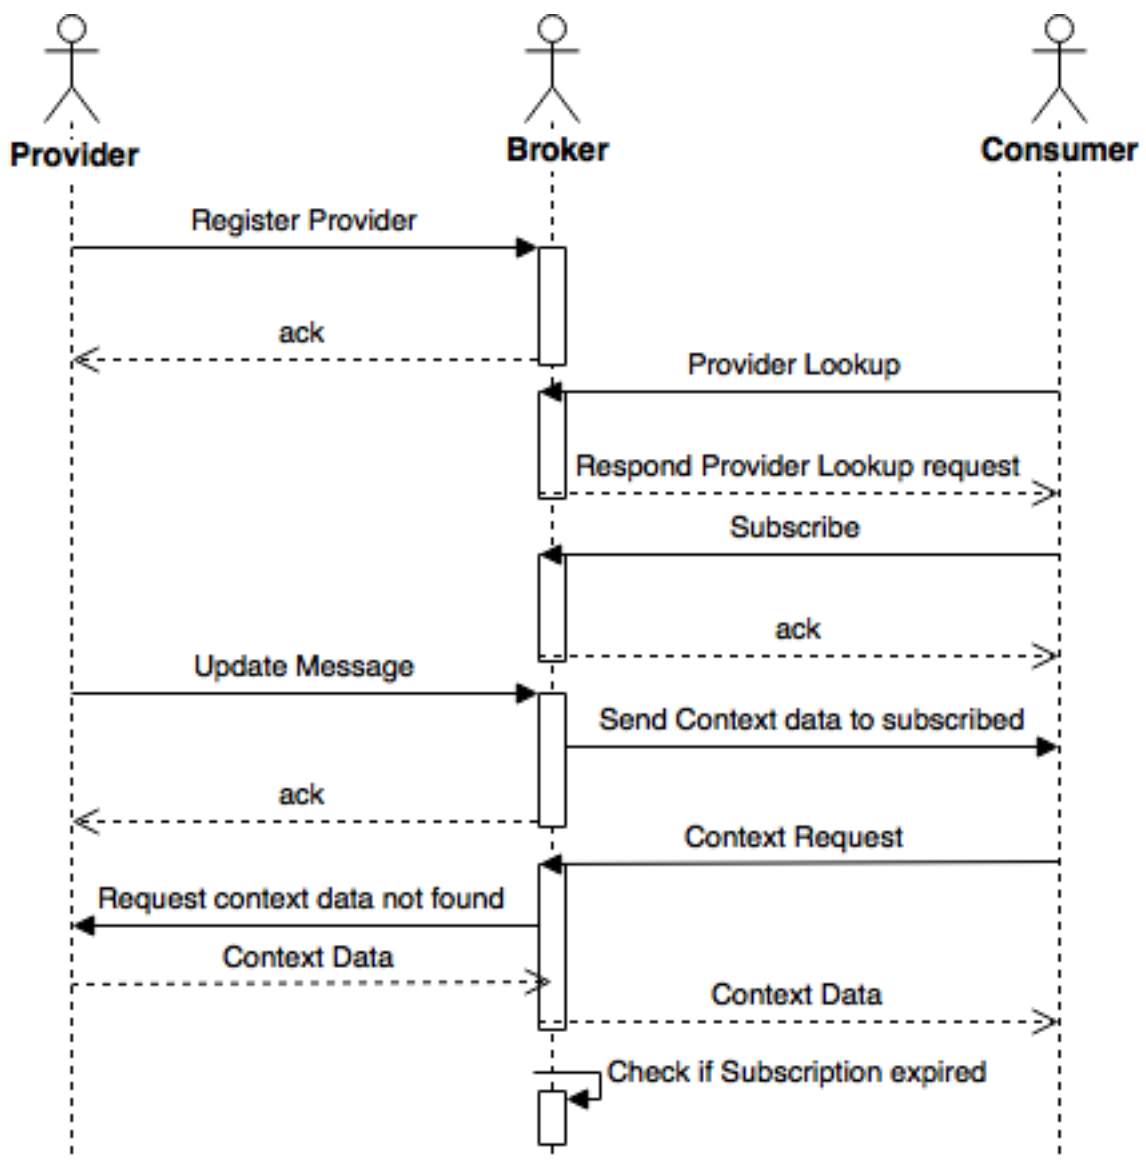 Provider
Broker
Consumer
Register Provider
ack
Provider Lookup
Respond Provider Lookup request
Subscribe
ack
Update Message
Send Context data to subscribed
ack
Context Request
Request context data not found
Context Data
Context Data
Check if Subscription expired